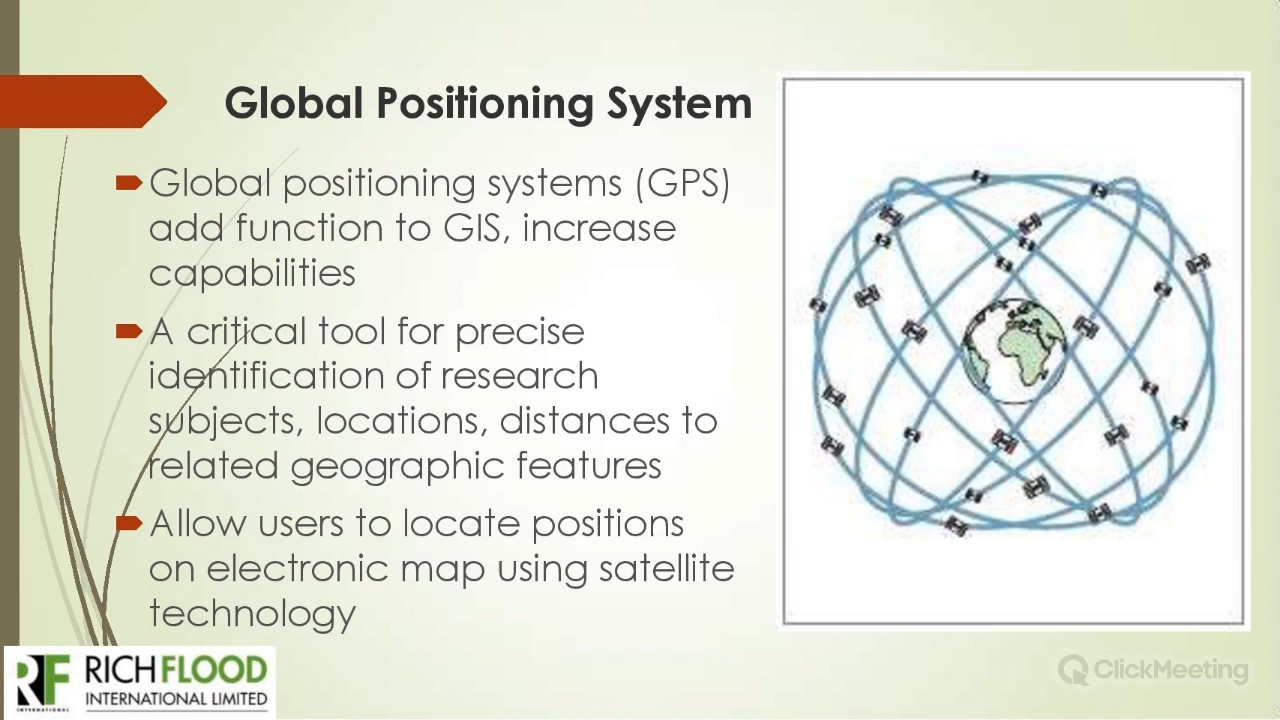 Global Positioning System
Global positioning systems (GPS)
add function to GIS, increase
capabilities
A critical tool for precise
identification of research
subjects, locations, distances to
related geographic features
Allow users to locate positions
on electronic map using satellite
technology
RF
INTERNATIONAL
RICHFLOOD
INTERNATIONAL LIMITED
ClickMeeting